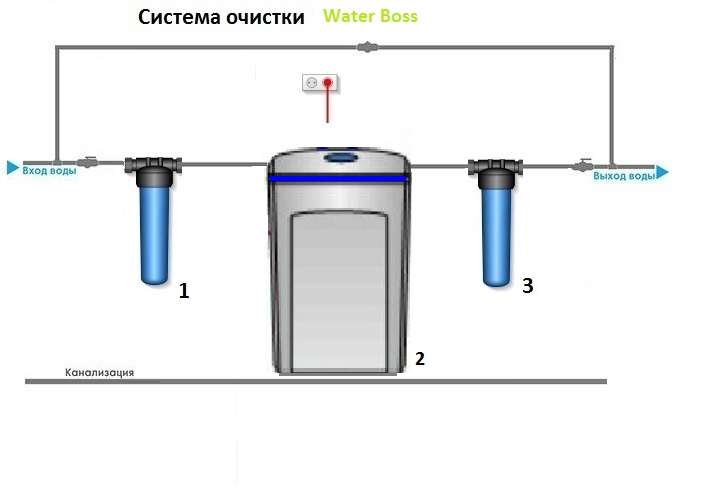 Система очистки Water Boss
Вход воды
Выход воды
1
3
2
Канализация